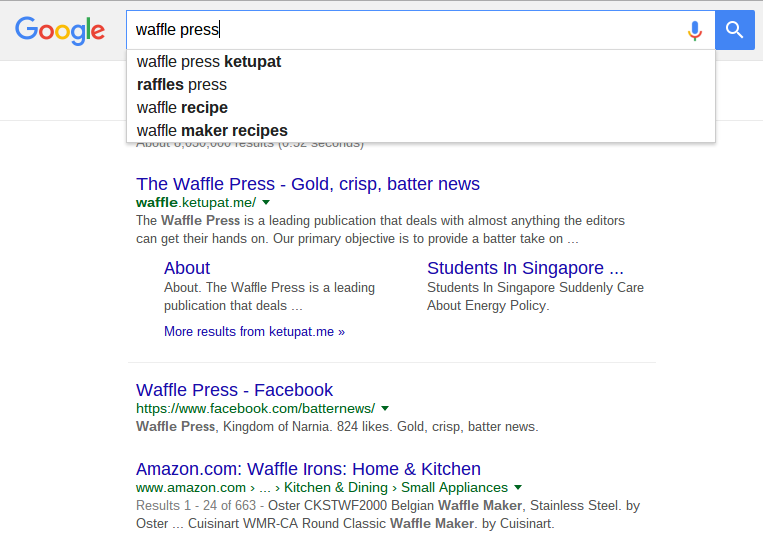 Google
waffle press
waffle press ketupat
raffles press
waffle recipe
waffle maker recipes
The Waffle Press - Gold, crisp, batter news
waffle.ketupat.me/
The Waffle Press is a leading publication that deals with almost anything the editors
can get their hands on. Our primary objective is to provide a batter take on ...
About
About. The Waffle Press is a leading
publication that deals ...
Students In Singapore ...
Students In Singapore Suddenly Care
About Energy Policy.
More results from ketupat.me »
Waffle Press - Facebook
https://www.facebook.com/batternews/
Waffle Press, Kingdom of Narnia. 824 likes. Gold, crisp, batter news.
Amazon.com: Waffle Irons: Home & Kitchen
www.amazon.com › ... › Kitchen & Dining › Small Appliances
Results 1 - 24 of 663 - Oster CKSTWF2000 Belgian Waffle Maker, Stainless Steel. by
Oster ... Cuisinart WMR-CA Round Classic Waffle Maker. by Cuisinart.